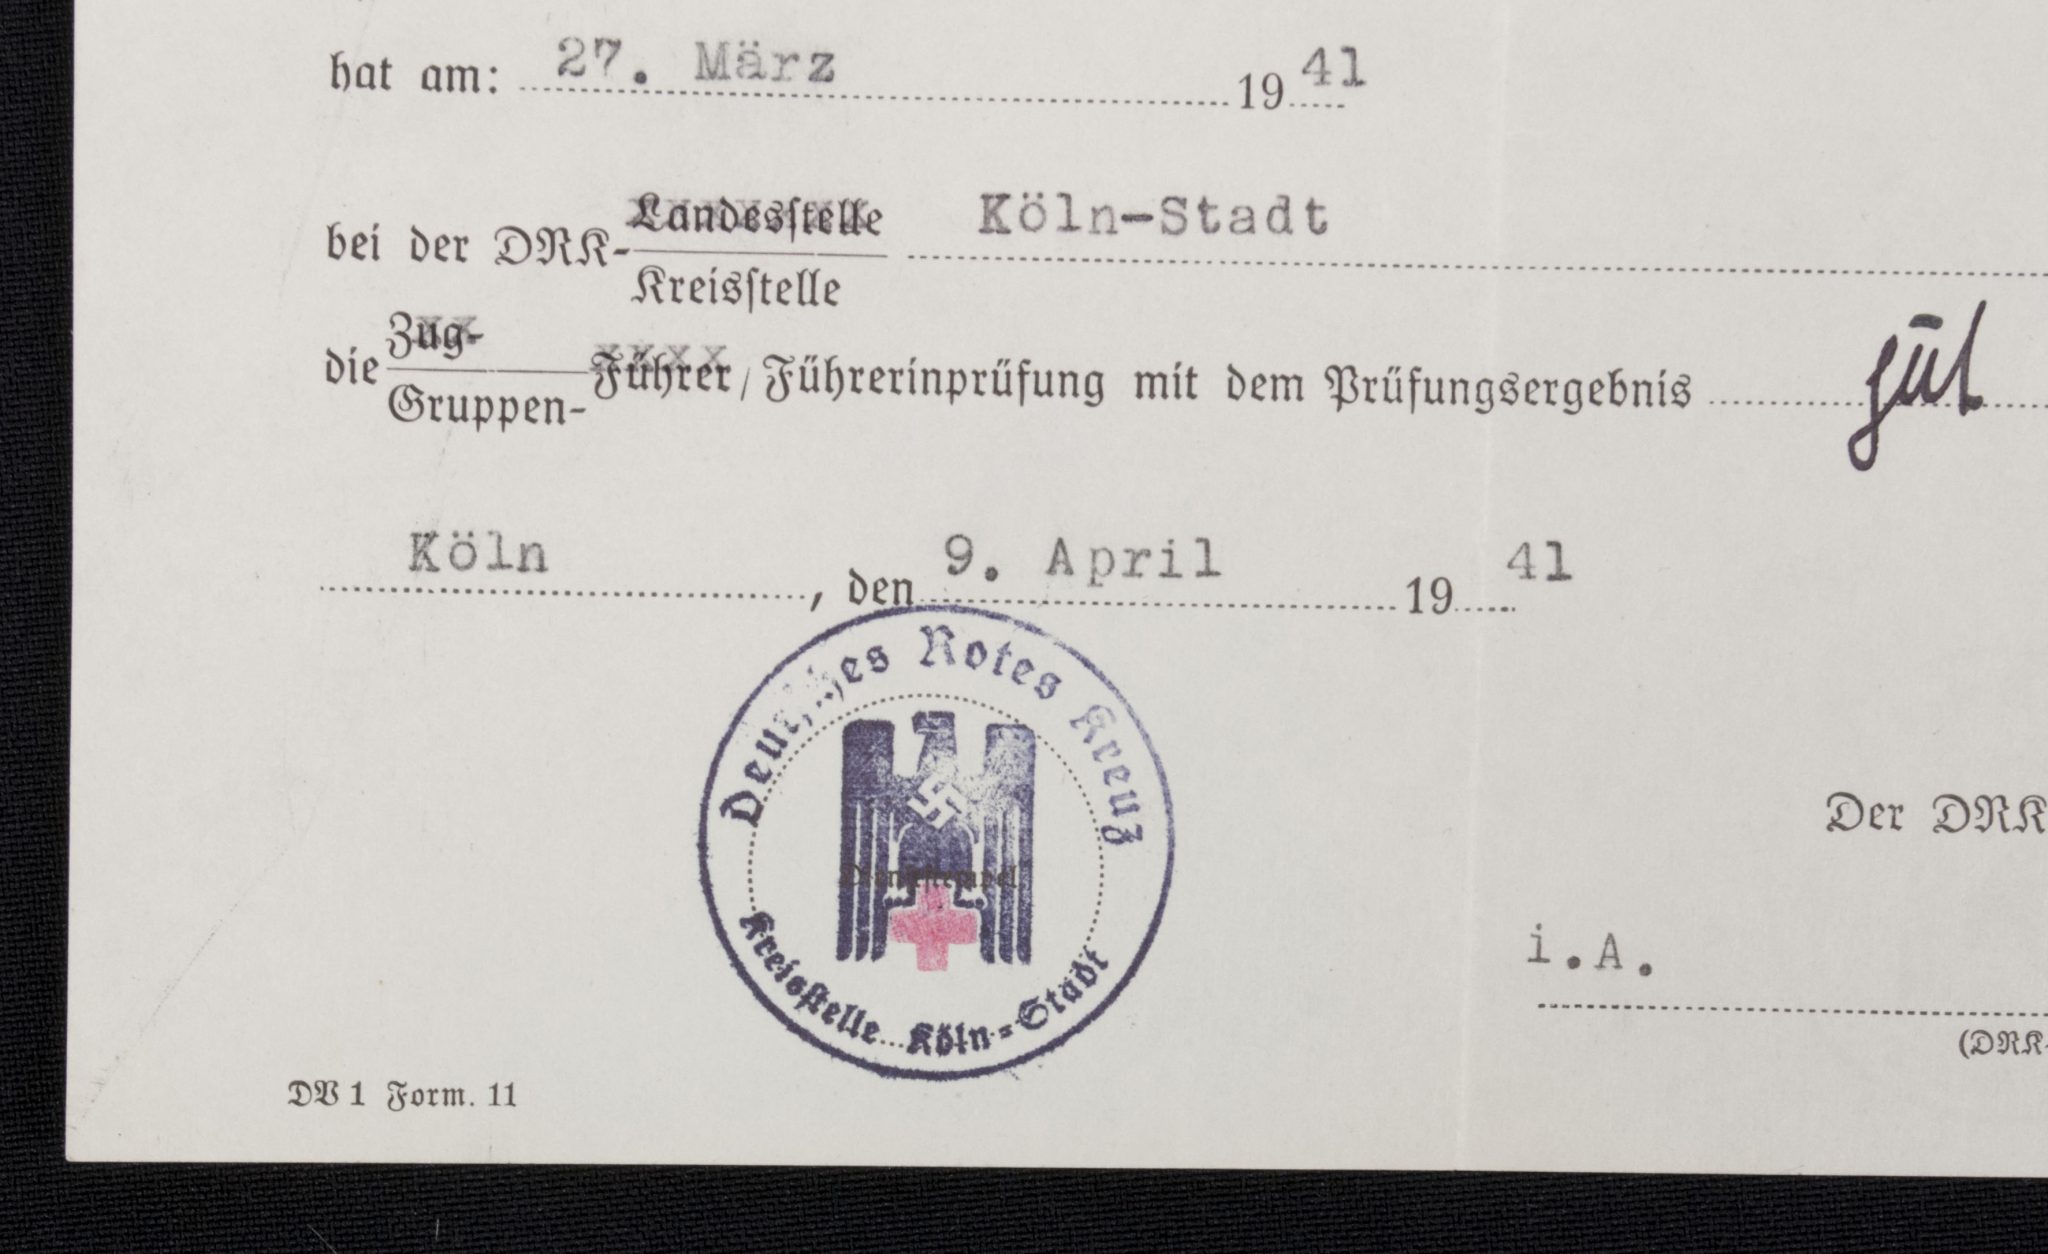 hat am: 27. März 1941
bei der DRK-Landesstelle Köln-Stadt
Kreisstelle
die Zug-
Gruppen-Führer/Führerinprüfung mit dem Prüfungsergebnis gut
Köln, den 9. April 1941
Deutsches Rotes Kreuz
Dienststempel
Kreisstelle Köln-Stadt
Der DRK
i.A.
(DRK-
DV 1 Form. 11